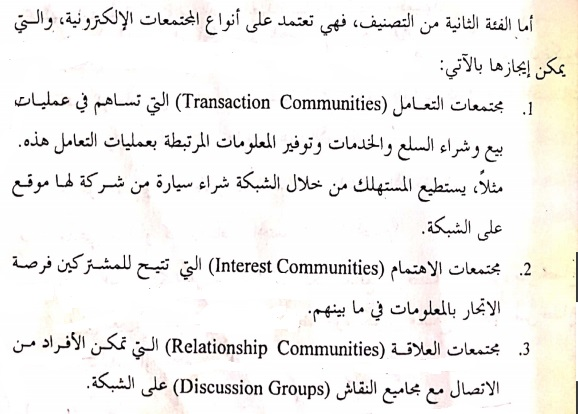 أما الفئة الثانية من التصنيف، فهي تعتمد على أنواع المجتمعات الإلكترونية، والتي
يمكن إيجازها بالآتي:
1. مجتمعات التعامل (Transaction Communities) التي تساهم في عمليات
بيع وشراء السلع والخدمات وتوفير المعلومات المرتبطة بعمليات التعامل هذه.
مثلاً، يستطيع المستهلك من خلال الشبكة شراء سيارة من شركة لها موقع
على الشبكة.
2. مجتمعات الاهتمام (Interest Communities) التي تتيح للمشتركين فرصة
الاتجار بالمعلومات في ما بينهم.
3. مجتمعات العلاقة (Relationship Communities) التي تمكن الأفراد من
الاتصال مع مجاميع النقاش (Discussion Groups) على الشبكة.